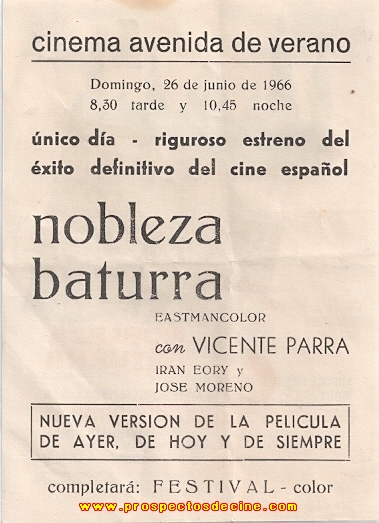 cinema avenida de verano
Domingo, 26 de junio de 1966
8,30 tarde y 10,45 noche
único día - riguroso estreno del
éxito definitivo del cine español
nobleza
baturra
EASTMANCOLOR
con VICENTE PARRA
IRAN EORY y
JOSE MORENO
NUEVA VERSION DE LA PELICULA
DE AYER, DE HOY Y DE SIEMPRE
completará: FESTIVAL - color
www.prospectosdecine.com